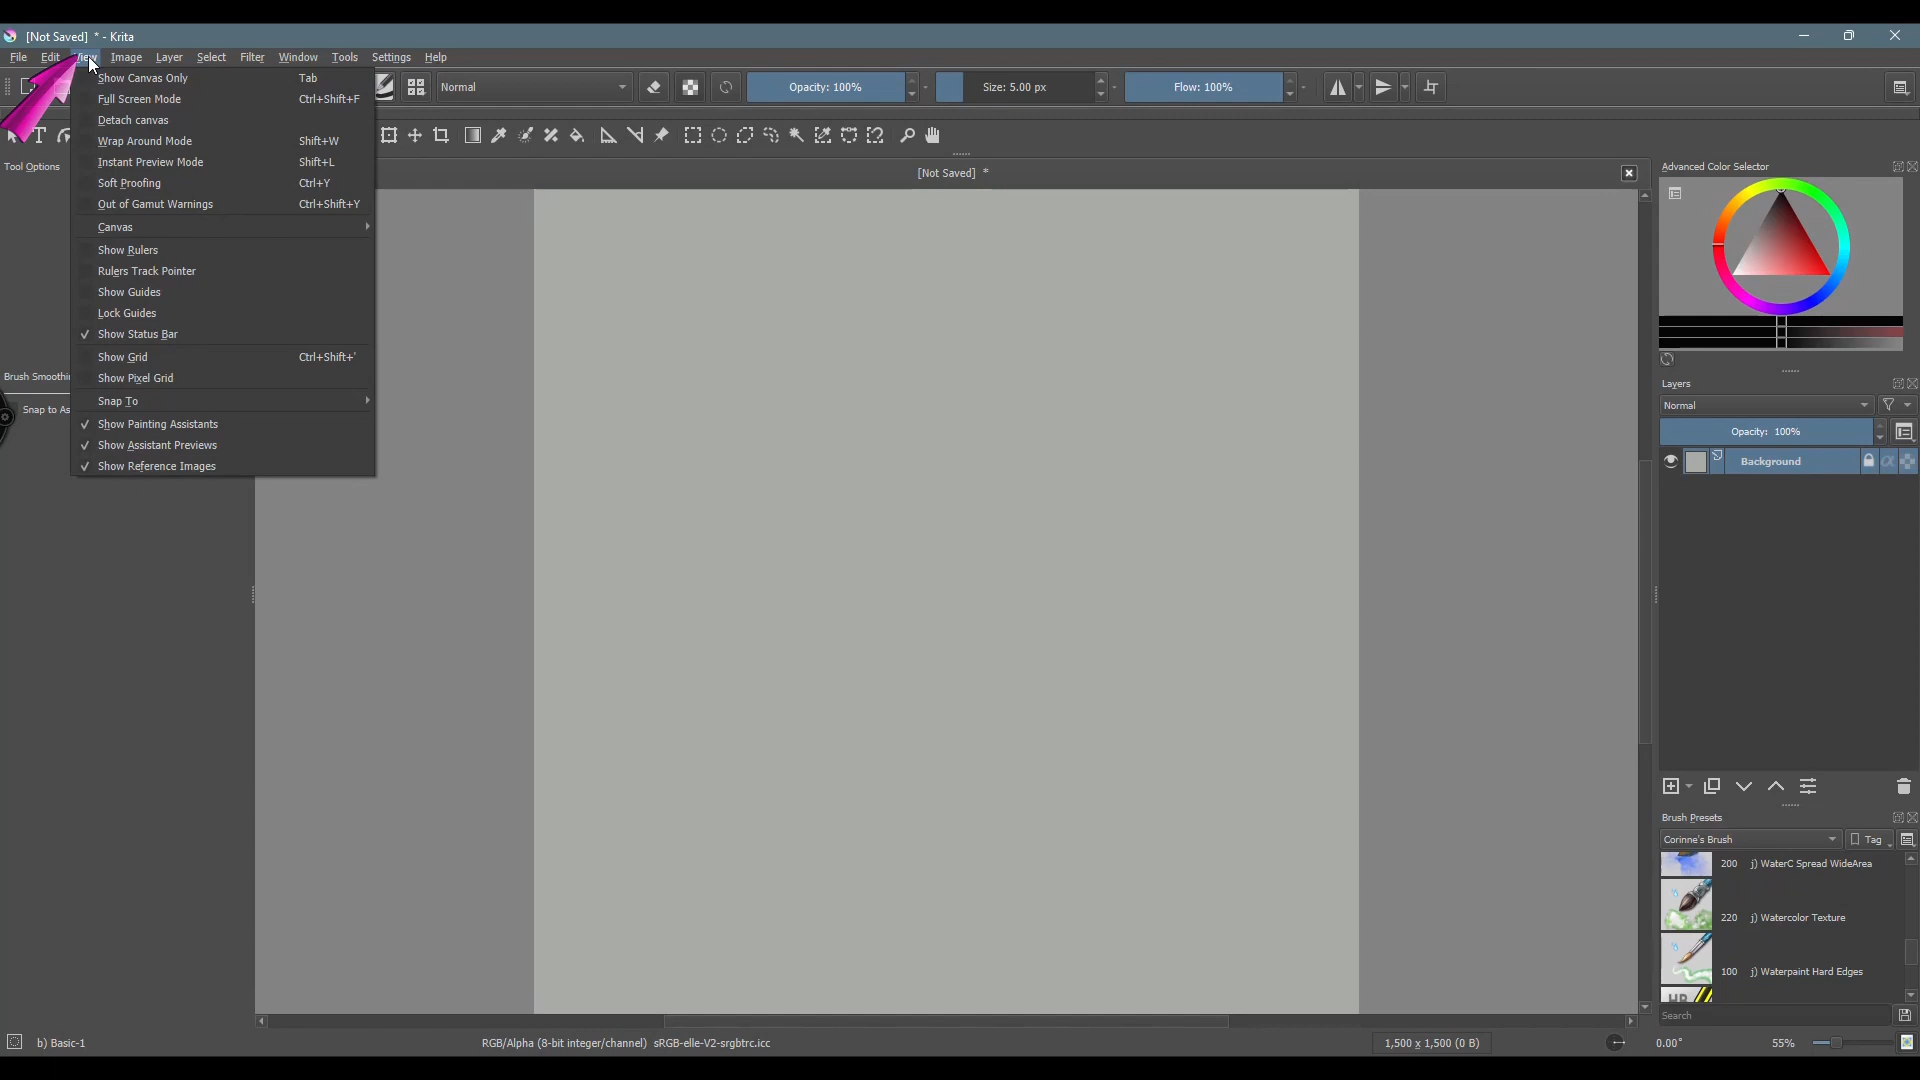 [Not Saved] * - Krita
File Edit View Image Layer Select Filter Window Tools Settings Help
Show Canvas Only Tab
Full Screen Mode Ctrl+Shift+F
Detach canvas
Wrap Around Mode Shift+W
Instant Preview Mode Shift+L
Soft Proofing Ctrl+Y
Out of Gamut Warnings Ctrl+Shift+Y
Canvas
Show Rulers
Rulers Track Pointer
Show Guides
Lock Guides
Show Status Bar
Show Grid Ctrl+Shift+'
Show Pixel Grid
Snap To
Show Painting Assistants
Show Assistant Previews
Show Reference Images
Normal
Opacity: 100%
Size: 5.00 px
Flow: 100%
Tool Options
Brush Smoothin
Snap to As
[Not Saved] *
Advanced Color Selector
Layers
Normal
Opacity: 100%
Background
Brush Presets
Corinne's Brush
Tag
200 j) WaterC Spread WideArea
220 j) Watercolor Texture
100 j) Waterpaint Hard Edges
Search
b) Basic-1
RGB/Alpha (8-bit integer/channel) sRGB-elle-V2-srgbtrc.icc
1,500 x 1,500 (0 B)
0.00°
55%